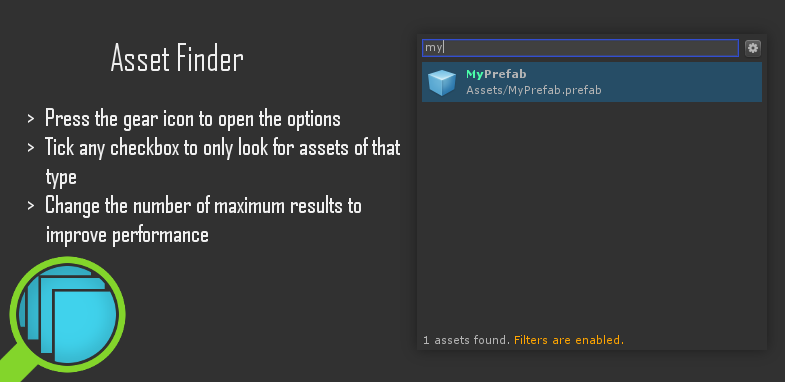 Asset Finder
> Press the gear icon to open the options
> Tick any checkbox to only look for assets of that
type
> Change the number of maximum results to
improve performance
my
MyPrefab
Assets/MyPrefab.prefab
1 assets found. Filters are enabled.